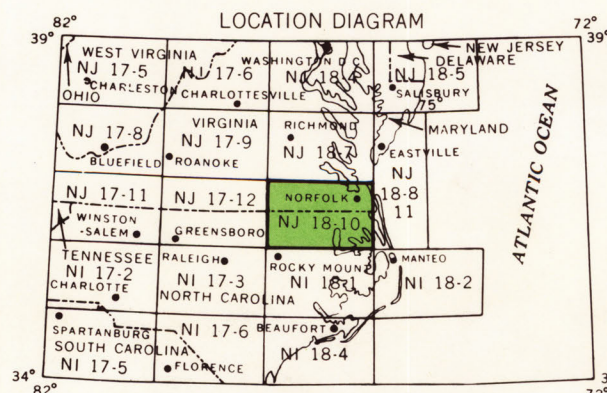 LOCATION DIAGRAM
82° 72°
39° 39°
WEST VIRGINIA
NJ 17-5
CHARLESTON
OHIO
NJ 17-6
CHARLOTTESVILLE
WASHINGTON D.C.
NJ 18-4
NJ 18-5
SALISBURY
75°
NEW JERSEY
DELAWARE
MARYLAND
NJ 17-8
BLUEFIELD
VIRGINIA
NJ 17-9
ROANOKE
RICHMOND
NJ 18-7
EASTVILLE
NJ
18-8
11
ATLANTIC OCEAN
NJ 17-11
WINSTON
-SALEM
NJ 17-12
GREENSBORO
NORFOLK
NJ 18-10
TENNESSEE
NI 17-2
CHARLOTTE
RALEIGH
NI 17-3
NORTH CAROLINA
ROCKY MOUNT
NI 18-1
MANTEO
NI 18-2
SPARTANBURG
SOUTH CAROLINA
NI 17-5
NI 17-6
FLORENCE
BEAUFORT
NI 18-4
34°
82°